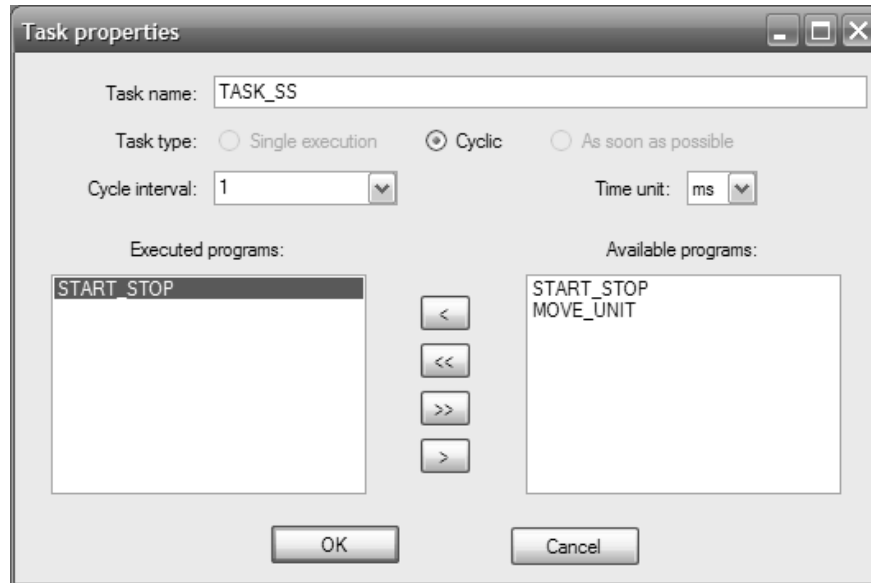 Task properties
Task name: TASK_SS
Task type: Single execution Cyclic As soon as possible
Cycle interval: 1 Time unit: ms
Executed programs: Available programs:
START_STOP START_STOP
MOVE_UNIT
<
<<
>>
>
OK Cancel